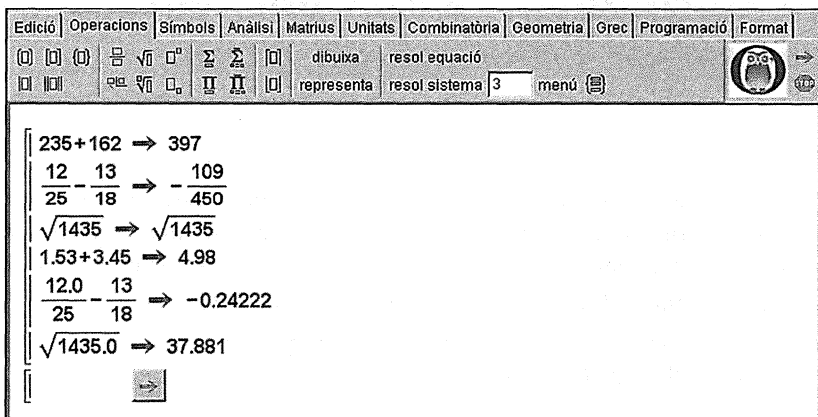 Edició Operacions Símbols Anàlisi Matrius Unitats Combinatòria Geometria Grec Programació Format
dibuixa resol equació
representa resol sistema 3 menú
235+162 ⇒ 397
12/25 - 13/18 ⇒ -109/450
√1435 ⇒ √1435
1.53+3.45 ⇒ 4.98
12.0/25 - 13/18 ⇒ -0.24222
√1435.0 ⇒ 37.881